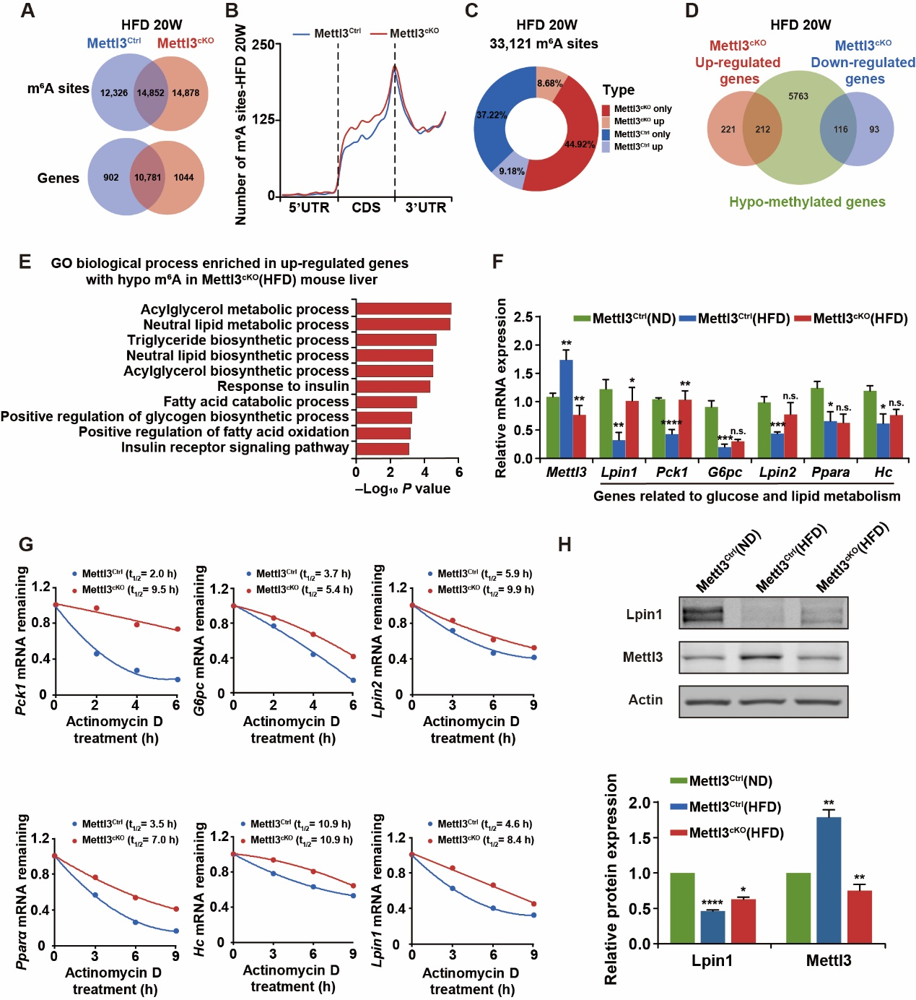 A
HFD 20W
Mettl3Ctrl
Mettl3cKO
m⁶A sites
12,326
14,852
14,878
Genes
902
10,781
1044
B
Number of m⁶A sites-HFD 20W
Mettl3Ctrl
Mettl3cKO
250
125
0
5’UTR
CDS
3’UTR
C
HFD 20W
33,121 m⁶A sites
8.68%
37.22%
44.92%
9.18%
Type
Mettl3cKO only
Mettl3cKO up
Mettl3Ctrl only
Mettl3Ctrl up
D
HFD 20W
Mettl3cKO
Up-regulated
genes
Mettl3cKO
Down-regulated
genes
5763
221
212
116
93
Hypo-methylated genes
E
GO biological process enriched in up-regulated genes
with hypo m⁶A in Mettl3cKO(HFD) mouse liver
Acylglycerol metabolic process
Neutral lipid metabolic process
Triglyceride biosynthetic process
Neutral lipid biosynthetic process
Acylglycerol biosynthetic process
Response to insulin
Fatty acid catabolic process
Positive regulation of glycogen biosynthetic process
Positive regulation of fatty acid oxidation
Insulin receptor signaling pathway
0 2 4 6
–Log₁₀ P value
F
Relative mRNA expression
Mettl3Ctrl(ND)
Mettl3Ctrl(HFD)
Mettl3cKO(HFD)
2.5
2.0
1.5
1.0
0.5
0.0
** **
** *
**** **
*** n.s.
*** n.s.
* n.s.
* n.s.
Mettl3 Lpin1 Pck1 G6pc Lpin2 Ppara Hc
Genes related to glucose and lipid metabolism
G
Pck1 mRNA remaining
Mettl3Ctrl (t1/2= 2.0 h)
Mettl3cKO (t1/2= 9.5 h)
1.2
0.8
0.4
0
0 2 4 6
Actinomycin D
treatment (h)
G6pc mRNA remaining
Mettl3Ctrl (t1/2= 3.7 h)
Mettl3cKO (t1/2= 5.4 h)
1.2
0.8
0.4
0
0 2 4 6
Actinomycin D
treatment (h)
Lpin2 mRNA remaining
Mettl3Ctrl (t1/2= 5.9 h)
Mettl3cKO (t1/2= 9.9 h)
1.2
0.8
0.4
0
0 3 6 9
Actinomycin D
treatment (h)
Pparα mRNA remaining
Mettl3Ctrl (t1/2= 3.5 h)
Mettl3cKO (t1/2= 7.0 h)
1.2
0.8
0.4
0
0 3 6 9
Actinomycin D
treatment (h)
Hc mRNA remaining
Mettl3Ctrl (t1/2= 10.9 h)
Mettl3cKO (t1/2= 10.9 h)
1.2
0.8
0.4
0
0 3 6 9
Actinomycin D
treatment (h)
Lpin1 mRNA remaining
Mettl3Ctrl (t1/2= 4.6 h)
Mettl3cKO (t1/2= 8.4 h)
1.2
0.8
0.4
0
0 3 6 9
Actinomycin D
treatment (h)
H
Mettl3Ctrl(ND)
Mettl3Ctrl(HFD)
Mettl3cKO(HFD)
Lpin1
Mettl3
Actin
Relative protein expression
Mettl3Ctrl(ND)
Mettl3Ctrl(HFD)
Mettl3cKO(HFD)
2.0
1.5
1.0
0.5
0.0
**** *
** **
Lpin1 Mettl3